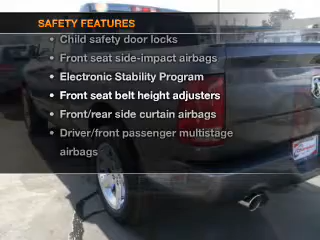 SAFETY FEATURES
• Child safety door locks
• Front seat side-impact airbags
• Electronic Stability Program
• Front seat belt height adjusters
• Front/rear side curtain airbags
• Driver/front passenger multistage
airbags